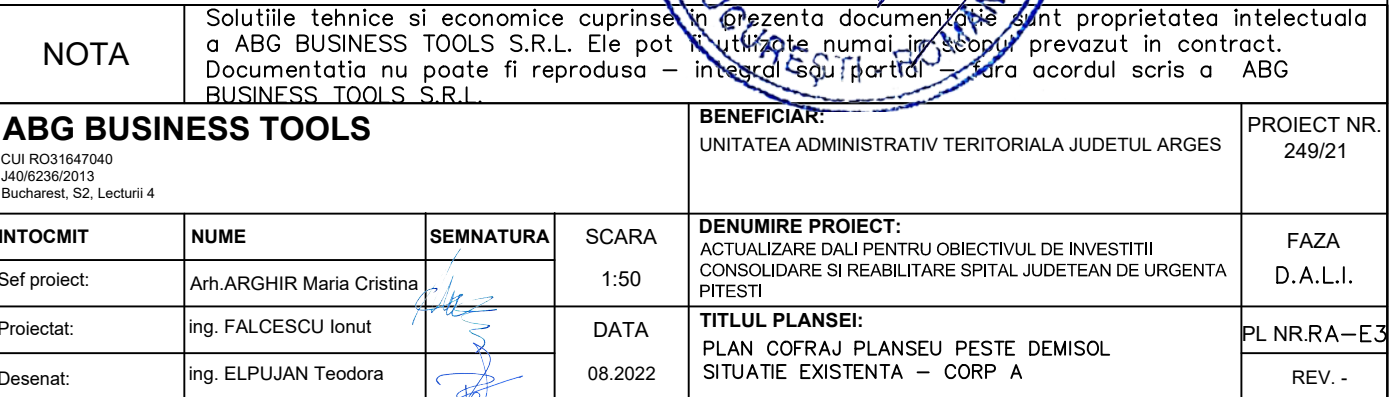 NOTA
Solutiile tehnice si economice cuprinse in prezenta documentatie sunt proprietatea intelectuala
a ABG BUSINESS TOOLS S.R.L. Ele pot fi utilizate numai in scopul prevazut in contract.
Documentatia nu poate fi reprodusa – integral sau partial – fara acordul scris a ABG
BUSINESS TOOLS S.R.L.
ABG BUSINESS TOOLS
CUI RO31647040
J40/6236/2013
Bucharest, S2, Lecturii 4
BENEFICIAR:
UNITATEA ADMINISTRATIV TERITORIALA JUDETUL ARGES
PROIECT NR.
249/21
INTOCMIT
NUME
SEMNATURA
SCARA
1:50
Sef proiect:
Arh.ARGHIR Maria Cristina
DENUMIRE PROIECT:
ACTUALIZARE DALI PENTRU OBIECTIVUL DE INVESTITII
CONSOLIDARE SI REABILITARE SPITAL JUDETEAN DE URGENTA
PITESTI
FAZA
D.A.L.I.
Proiectat:
ing. FALCESCU Ionut
DATA
08.2022
Desenat:
ing. ELPUJAN Teodora
TITLUL PLANSEI:
PLAN COFRAJ PLANSEU PESTE DEMISOL
SITUATIE EXISTENTA – CORP A
PL NR.RA–E3
REV. -